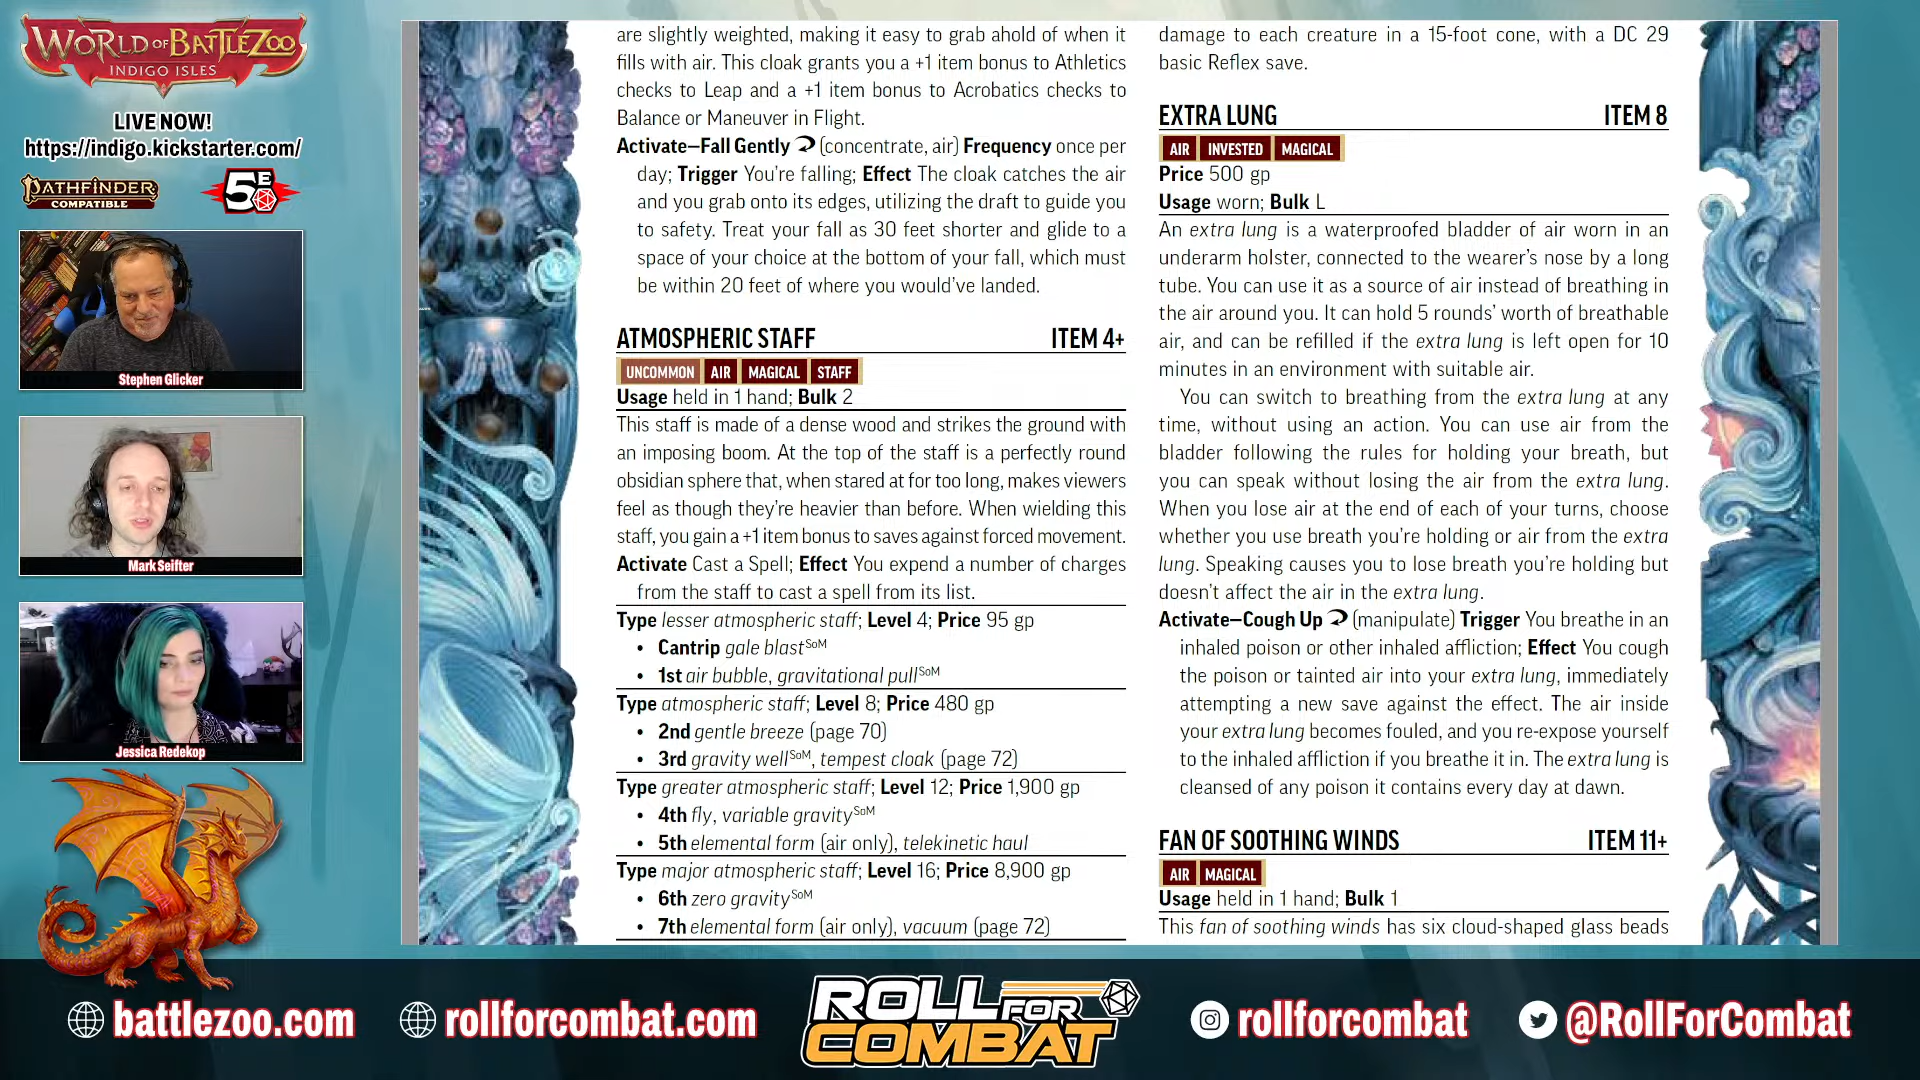 WORLD OF BATTLEZOO
INDIGO ISLES
LIVE NOW!
https://indigo.kickstarter.com/
PATHFINDER
COMPATIBLE
5E
Stephen Glicker
Mark Seifter
Jessica Redekop
are slightly weighted, making it easy to grab ahold of when it
fills with air. This cloak grants you a +1 item bonus to Athletics
checks to Leap and a +1 item bonus to Acrobatics checks to
Balance or Maneuver in Flight.
Activate—Fall Gently (concentrate, air) Frequency once per
day; Trigger You're falling; Effect The cloak catches the air
and you grab onto its edges, utilizing the draft to guide you
to safety. Treat your fall as 30 feet shorter and glide to a
space of your choice at the bottom of your fall, which must
be within 20 feet of where you would've landed.
ATMOSPHERIC STAFF ITEM 4+
UNCOMMON AIR MAGICAL STAFF
Usage held in 1 hand; Bulk 2
This staff is made of a dense wood and strikes the ground with
an imposing boom. At the top of the staff is a perfectly round
obsidian sphere that, when stared at for too long, makes viewers
feel as though they're heavier than before. When wielding this
staff, you gain a +1 item bonus to saves against forced movement.
Activate Cast a Spell; Effect You expend a number of charges
from the staff to cast a spell from its list.
Type lesser atmospheric staff; Level 4; Price 95 gp
• Cantrip gale blastSoM
• 1st air bubble, gravitational pullSoM
Type atmospheric staff; Level 8; Price 480 gp
• 2nd gentle breeze (page 70)
• 3rd gravity wellSoM, tempest cloak (page 72)
Type greater atmospheric staff; Level 12; Price 1,900 gp
• 4th fly, variable gravitySoM
• 5th elemental form (air only), telekinetic haul
Type major atmospheric staff; Level 16; Price 8,900 gp
• 6th zero gravitySoM
• 7th elemental form (air only), vacuum (page 72)
damage to each creature in a 15-foot cone, with a DC 29
basic Reflex save.
EXTRA LUNG ITEM 8
AIR INVESTED MAGICAL
Price 500 gp
Usage worn; Bulk L
An extra lung is a waterproofed bladder of air worn in an
underarm holster, connected to the wearer's nose by a long
tube. You can use it as a source of air instead of breathing in
the air around you. It can hold 5 rounds' worth of breathable
air, and can be refilled if the extra lung is left open for 10
minutes in an environment with suitable air.
You can switch to breathing from the extra lung at any
time, without using an action. You can use air from the
bladder following the rules for holding your breath, but
you can speak without losing the air from the extra lung.
When you lose air at the end of each of your turns, choose
whether you use breath you're holding or air from the extra
lung. Speaking causes you to lose breath you're holding but
doesn't affect the air in the extra lung.
Activate—Cough Up (manipulate) Trigger You breathe in an
inhaled poison or other inhaled affliction; Effect You cough
the poison or tainted air into your extra lung, immediately
attempting a new save against the effect. The air inside
your extra lung becomes fouled, and you re-expose yourself
to the inhaled affliction if you breathe it in. The extra lung is
cleansed of any poison it contains every day at dawn.
FAN OF SOOTHING WINDS ITEM 11+
AIR MAGICAL
Usage held in 1 hand; Bulk 1
This fan of soothing winds has six cloud-shaped glass beads
battlezoo.com
rollforcombat.com
ROLL FOR
COMBAT
rollforcombat
@RollForCombat